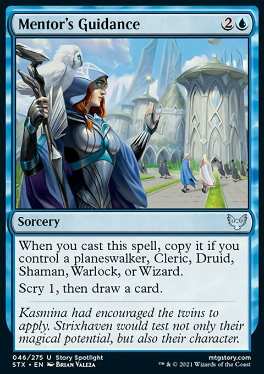 Mentor's Guidance 2
Sorcery
When you cast this spell, copy it if you
control a planeswalker, Cleric, Druid,
Shaman, Warlock, or Wizard.
Scry 1, then draw a card.
Kasmina had encouraged the twins to
apply. Strixhaven would test not only their
magical potential, but also their character.
046/275 U Story Spotlight
STX • EN Brian Valeza
mtgstory.com
™ & © 2021 Wizards of the Coast